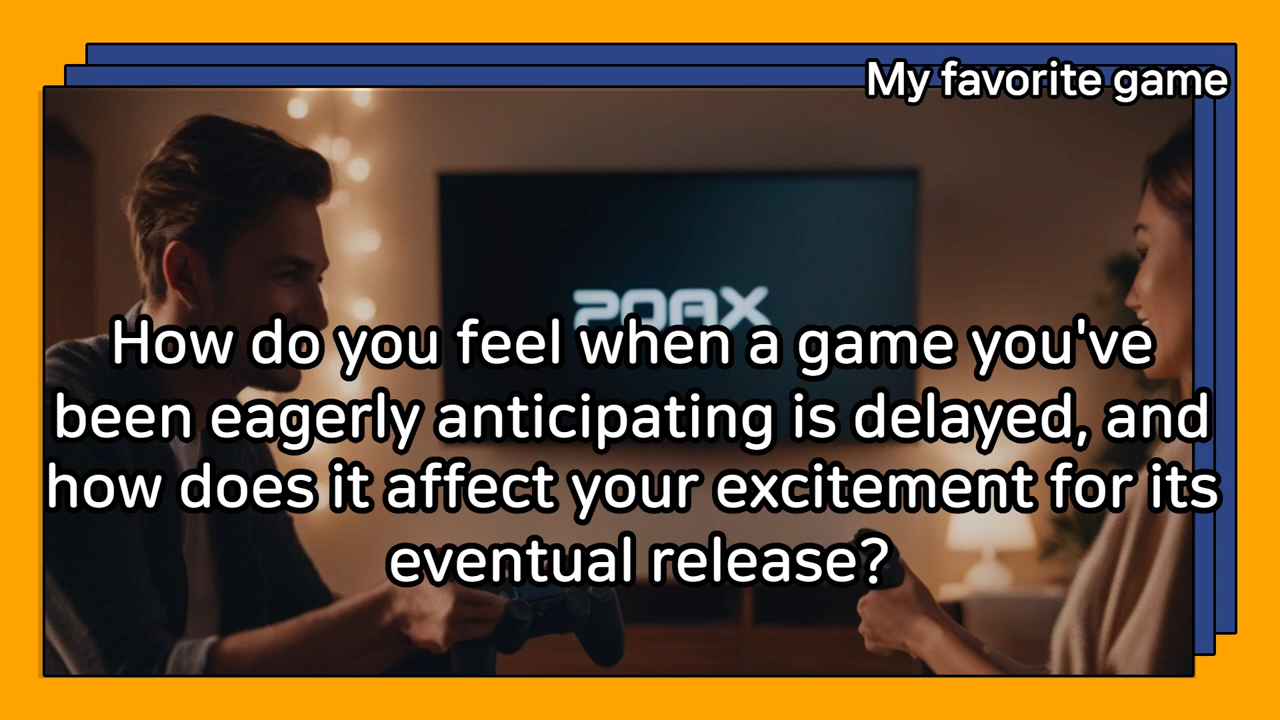 My favorite game
How do you feel when a game you've
been eagerly anticipating is delayed, and
how does it affect your excitement for its
eventual release?